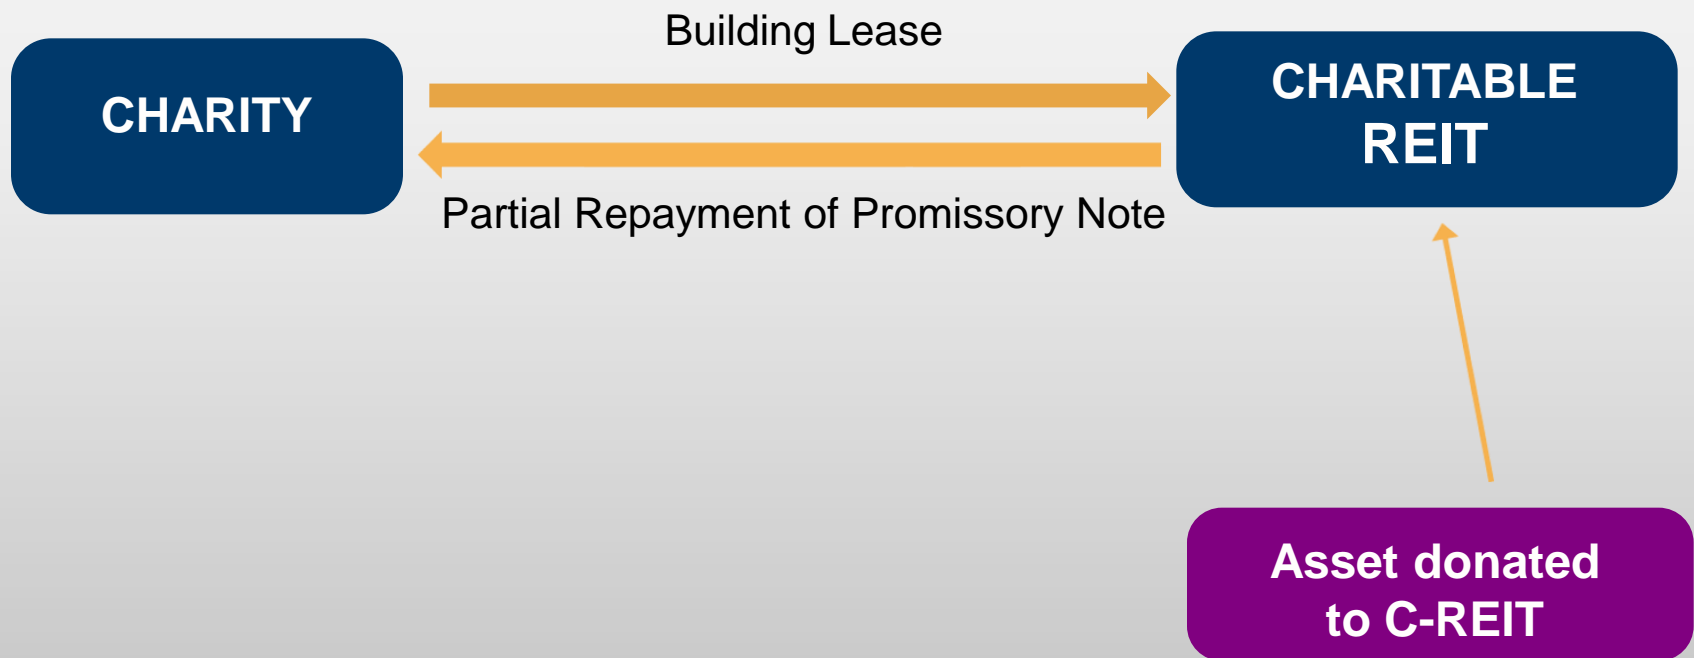 Building Lease
CHARITY
CHARITABLE
REIT
Partial Repayment of Promissory Note
Asset donated
to C-REIT